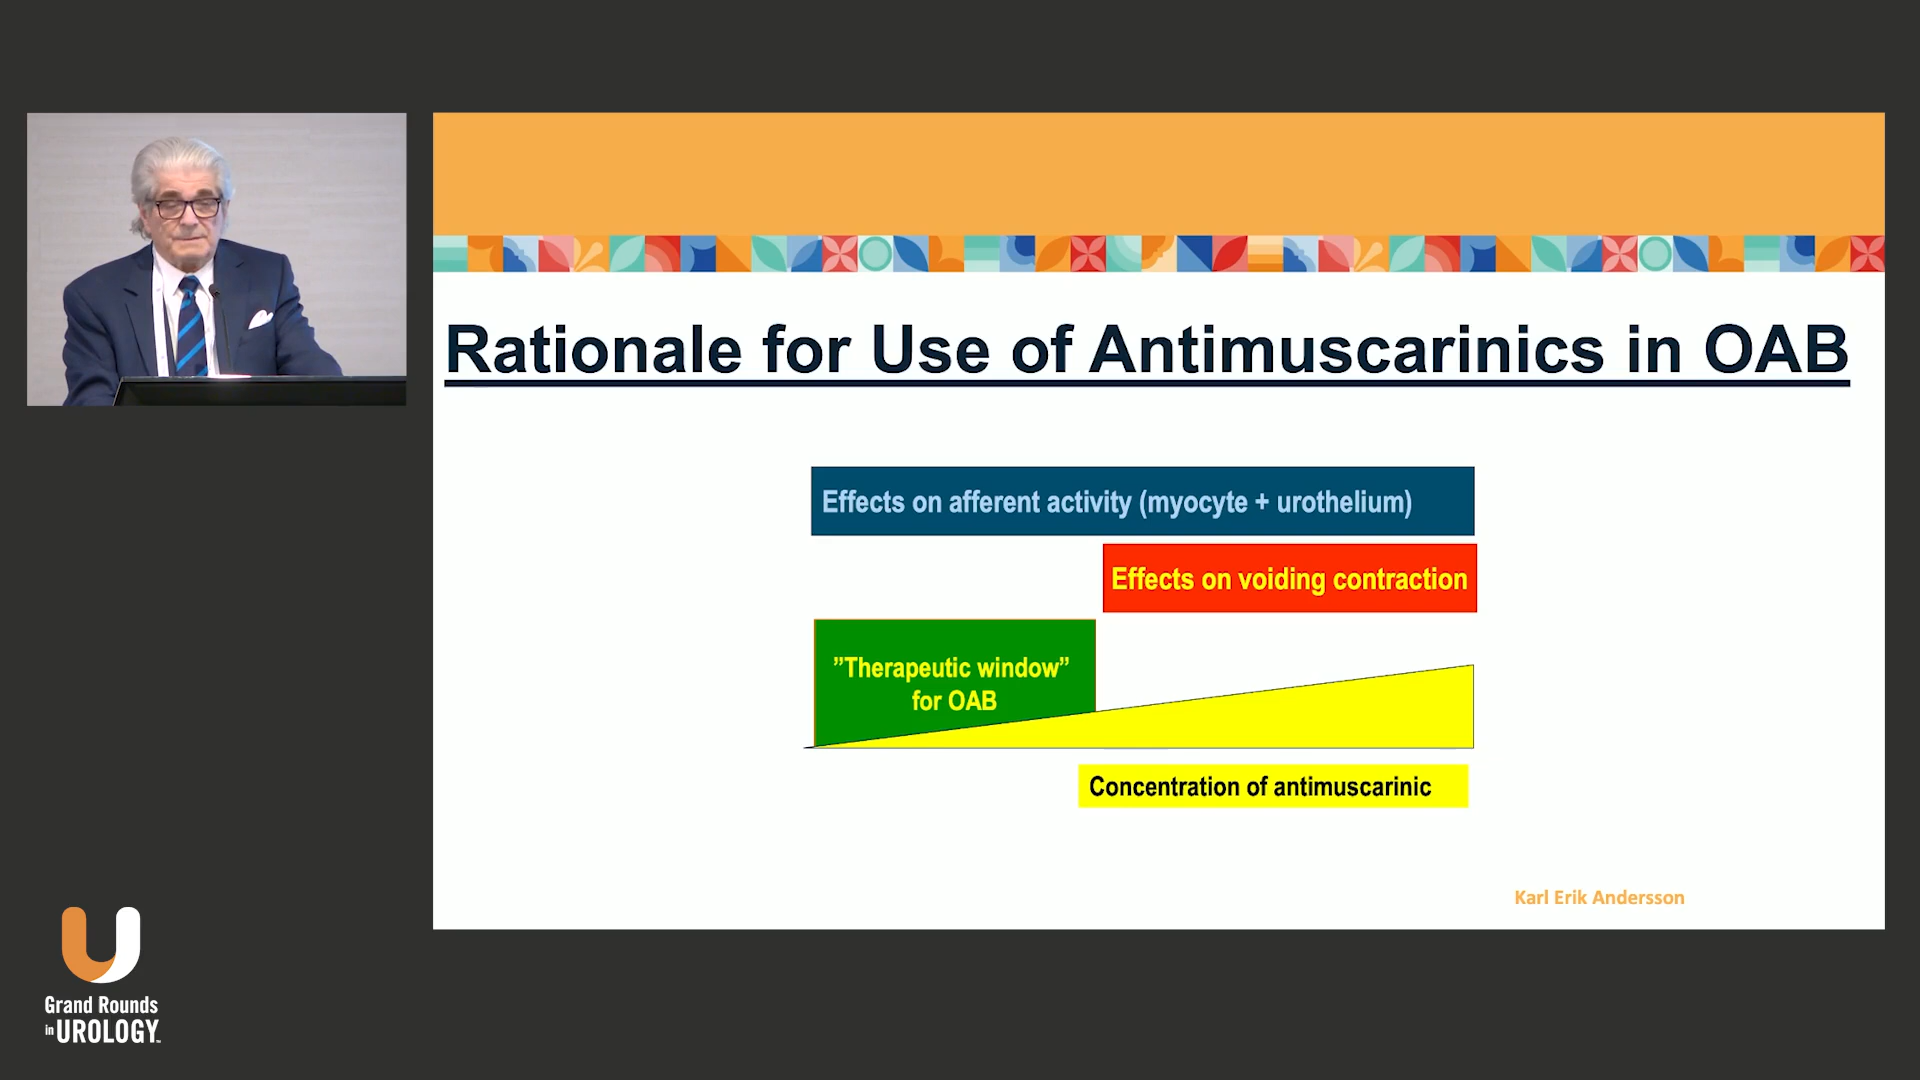 Rationale for Use of Antimuscarinics in OAB
Effects on afferent activity (myocyte + urothelium)
Effects on voiding contraction
”Therapeutic window”
for OAB
Concentration of antimuscarinic
Karl Erik Andersson
Grand Rounds
in UROLOGY™